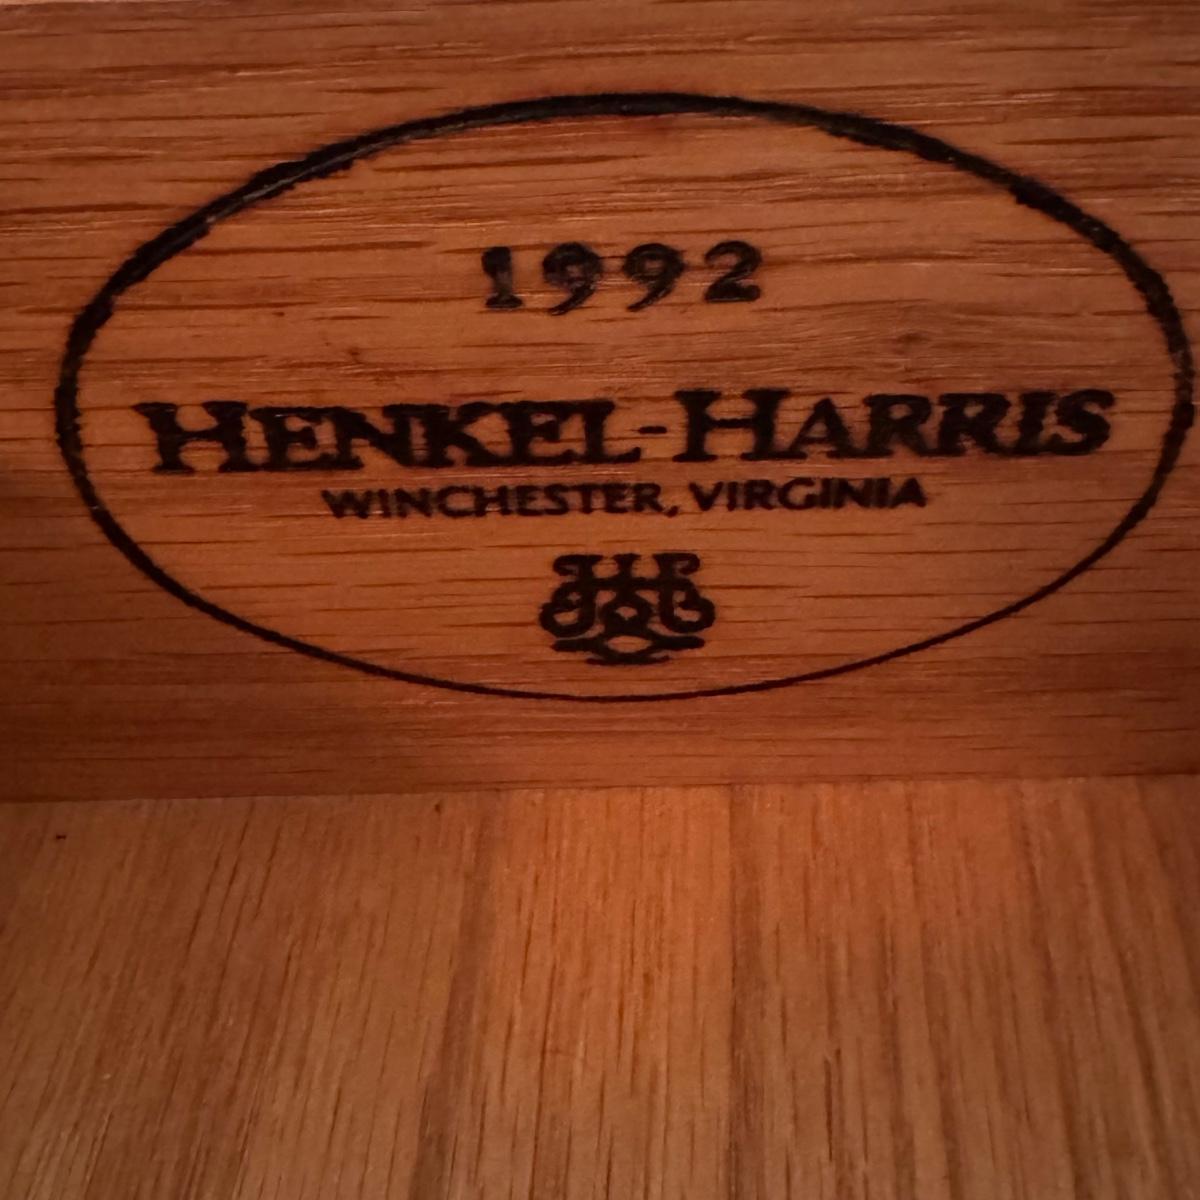 1992
HENKEL-HARRIS
WINCHESTER, VIRGINIA